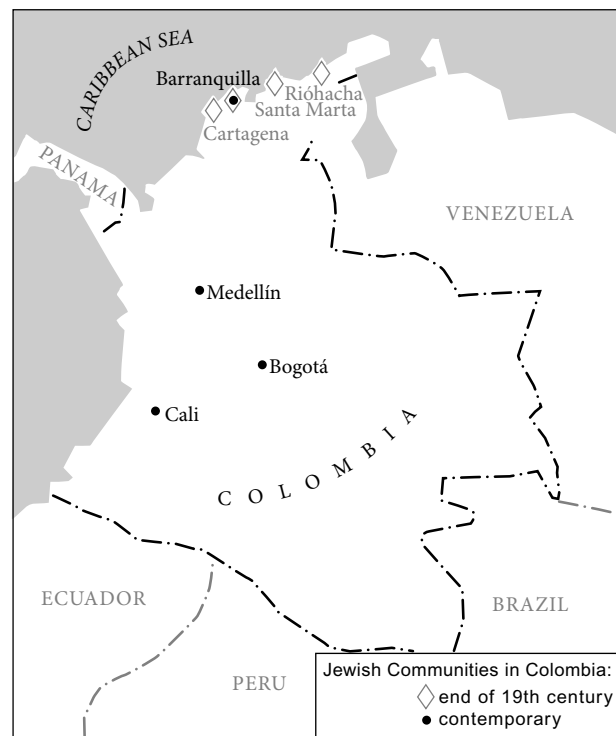 CARIBBEAN SEA
Barranquilla
Rióhacha
Santa Marta
Cartagena
PANAMA
VENEZUELA
Medellín
Bogotá
Cali
COLOMBIA
ECUADOR
BRAZIL
PERU
Jewish Communities in Colombia:
end of 19th century
contemporary